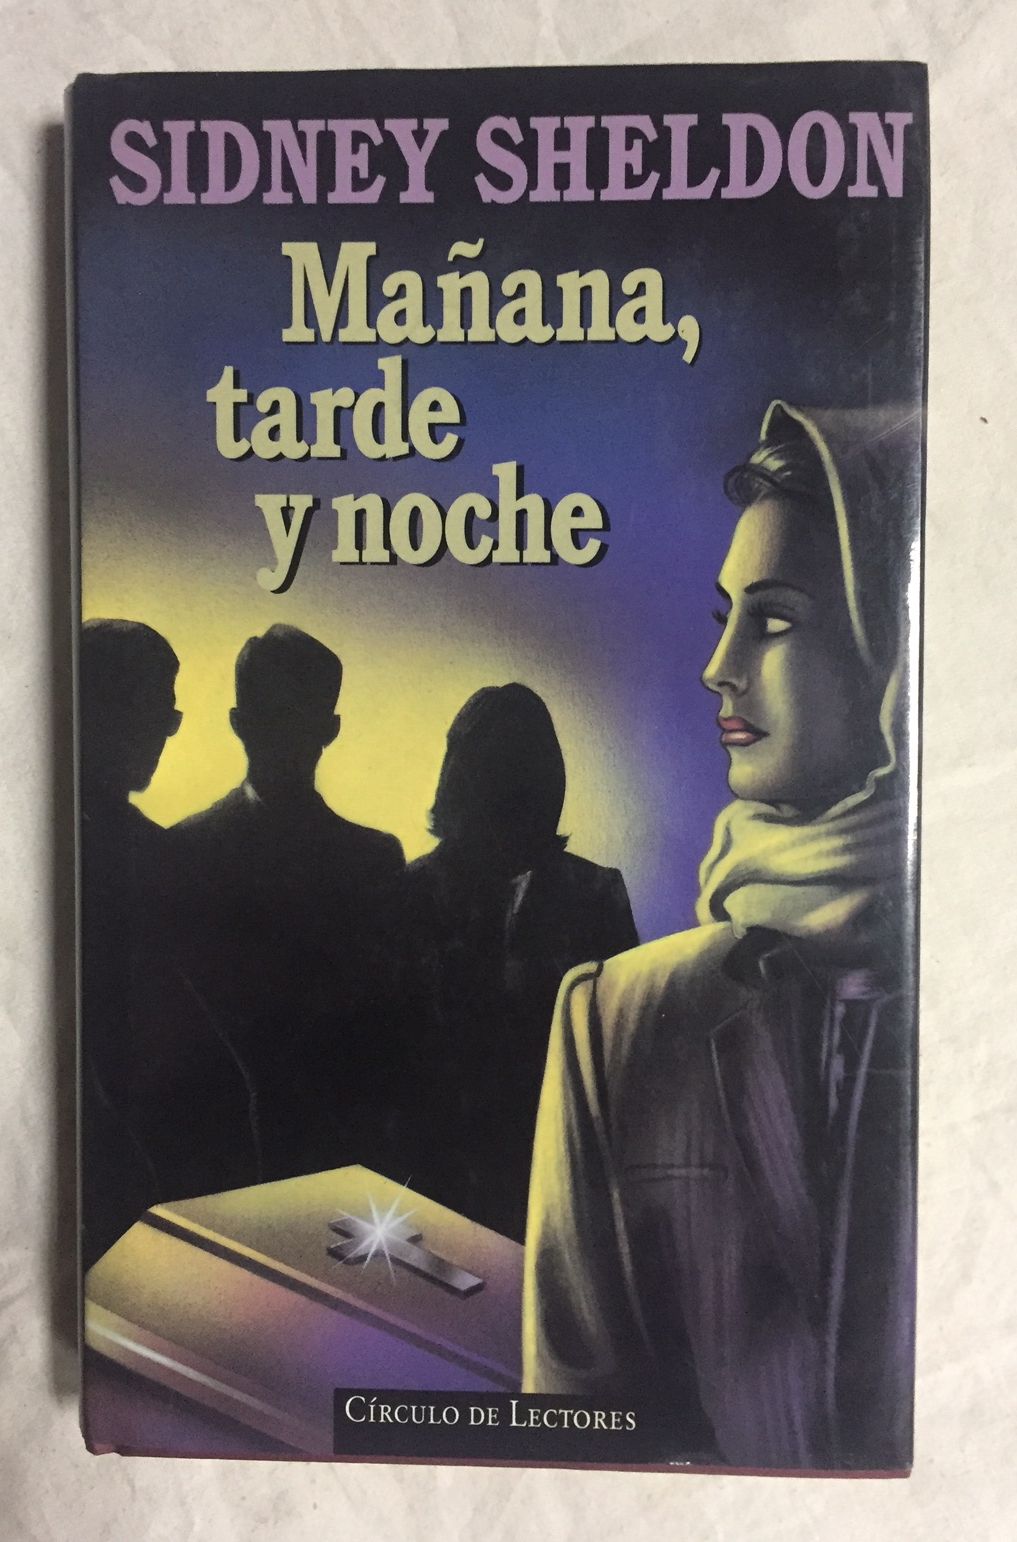 SIDNEY SHELDON
Mañana,
tarde
y noche
CÍRCULO DE LECTORES